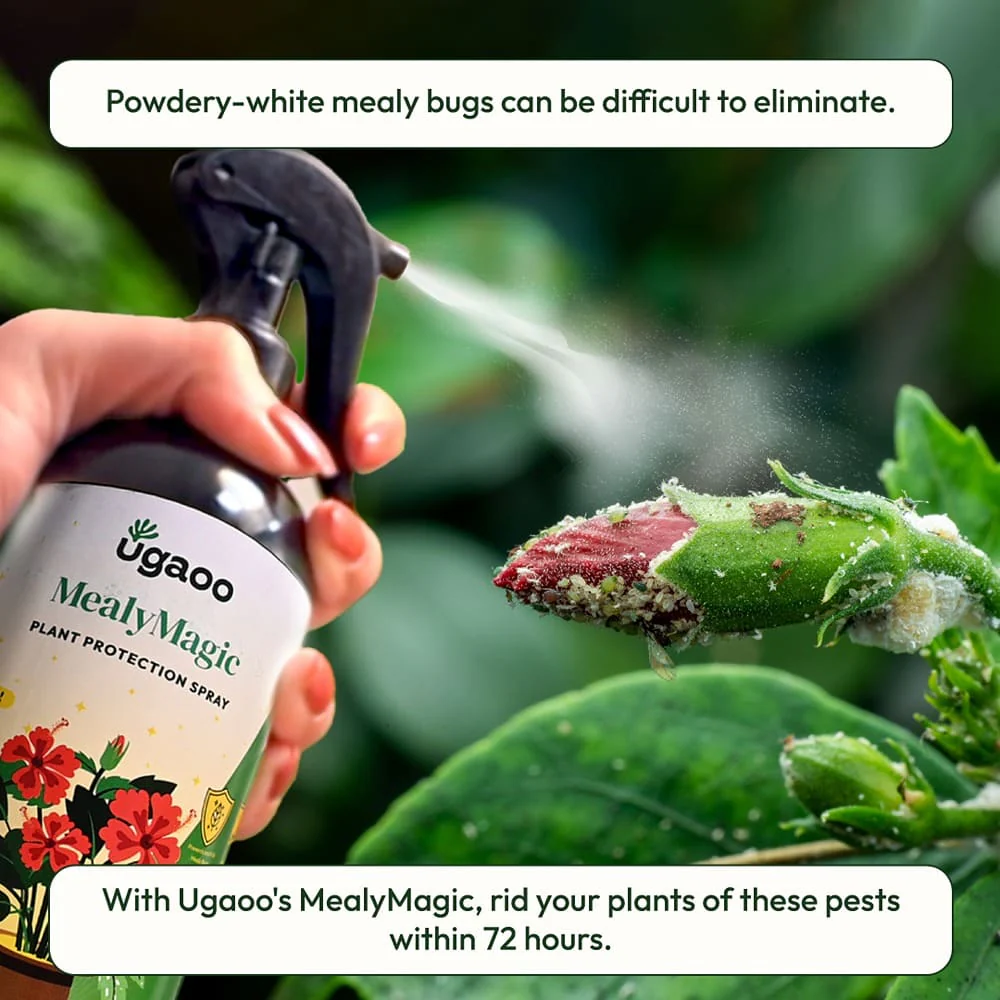 Powdery-white mealy bugs can be difficult to eliminate.
ugaoo
MealyMagic
PLANT PROTECTION SPRAY
With Ugaoo's MealyMagic, rid your plants of these pests
within 72 hours.